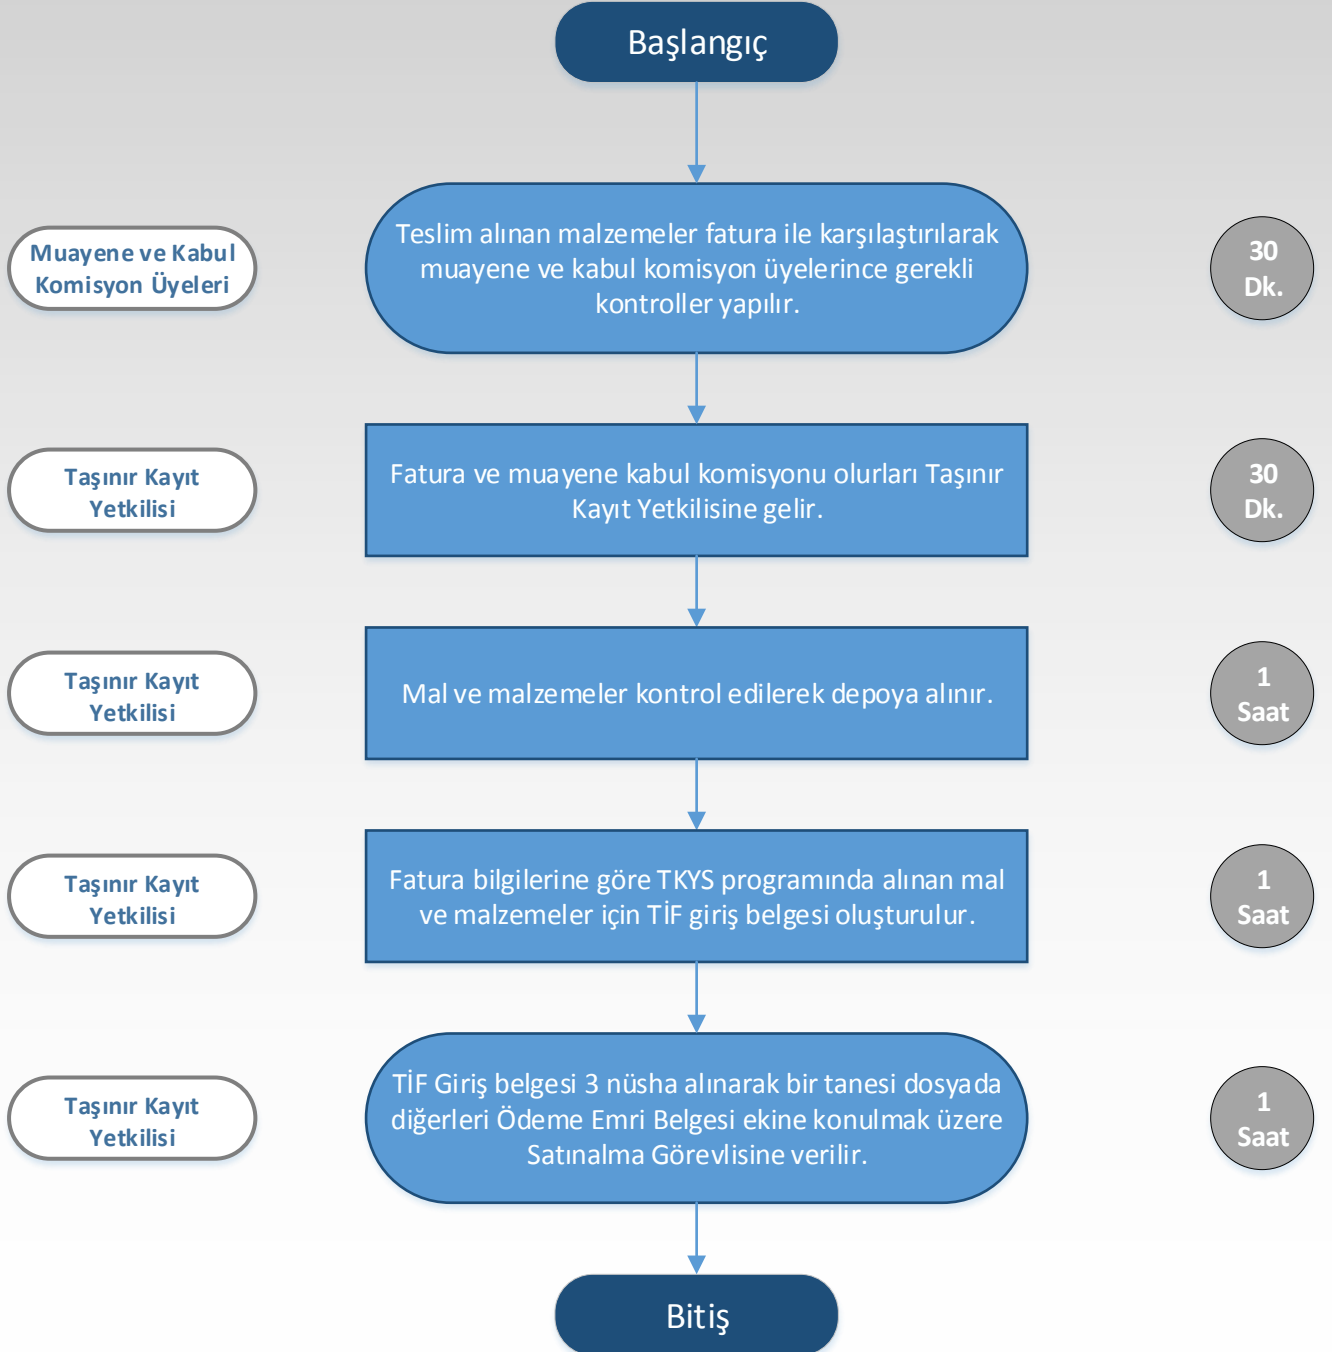 Başlangıç
Muayene ve Kabul
Komisyon Üyeleri
Teslim alınan malzemeler fatura ile karşılaştırılarak
muayene ve kabul komisyon üyelerince gerekli
kontroller yapılır.
30
Dk.
Taşınır Kayıt
Yetkilisi
Fatura ve muayene kabul komisyonu olurları Taşınır
Kayıt Yetkilisine gelir.
30
Dk.
Taşınır Kayıt
Yetkilisi
Mal ve malzemeler kontrol edilerek depoya alınır.
1
Saat
Taşınır Kayıt
Yetkilisi
Fatura bilgilerine göre TKYS programında alınan mal
ve malzemeler için TİF giriş belgesi oluşturulur.
1
Saat
Taşınır Kayıt
Yetkilisi
TİF Giriş belgesi 3 nüsha alınarak bir tanesi dosyada
diğerleri Ödeme Emri Belgesi ekine konulmak üzere
Satınalma Görevlisine verilir.
1
Saat
Bitiş